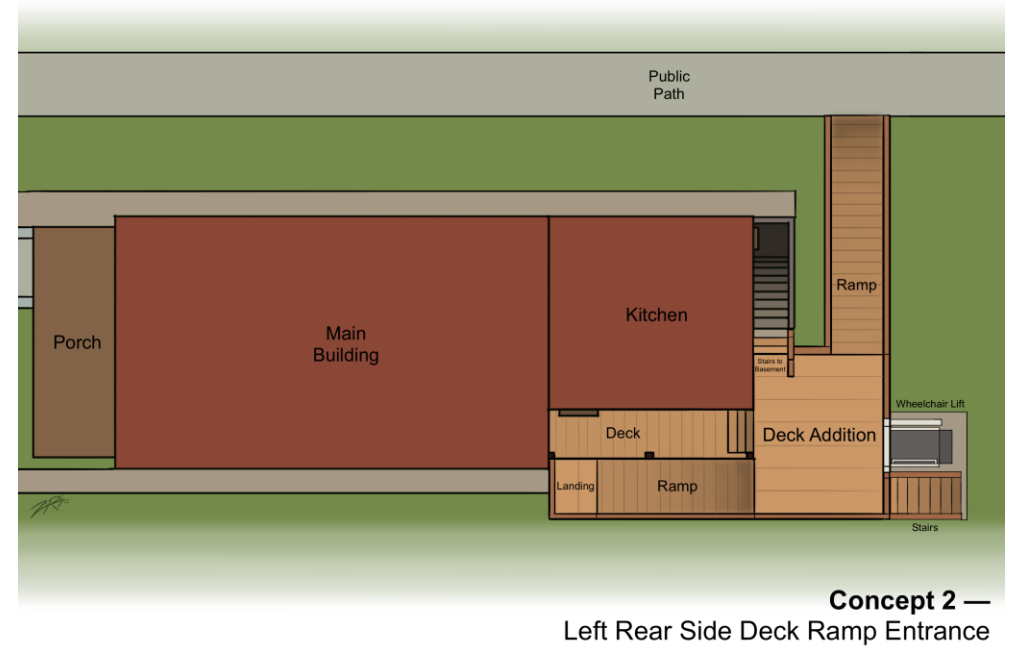 Public
Path
Ramp
Kitchen
Main
Building
Porch
Stairs to
Basement
Wheelchair Lift
Deck
Deck Addition
Landing
Ramp
Stairs
Concept 2 —
Left Rear Side Deck Ramp Entrance